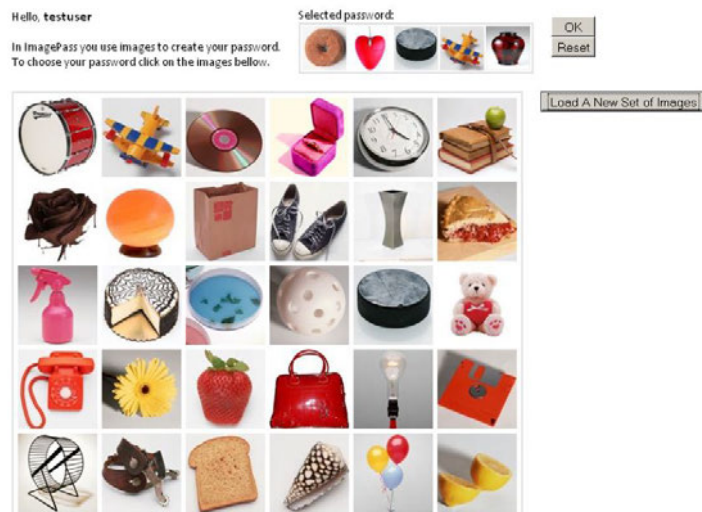 Hello, testuser
Selected password:
OK
Reset
In ImagePass you use images to create your password.
To choose your password click on the images bellow.
Load A New Set of Images